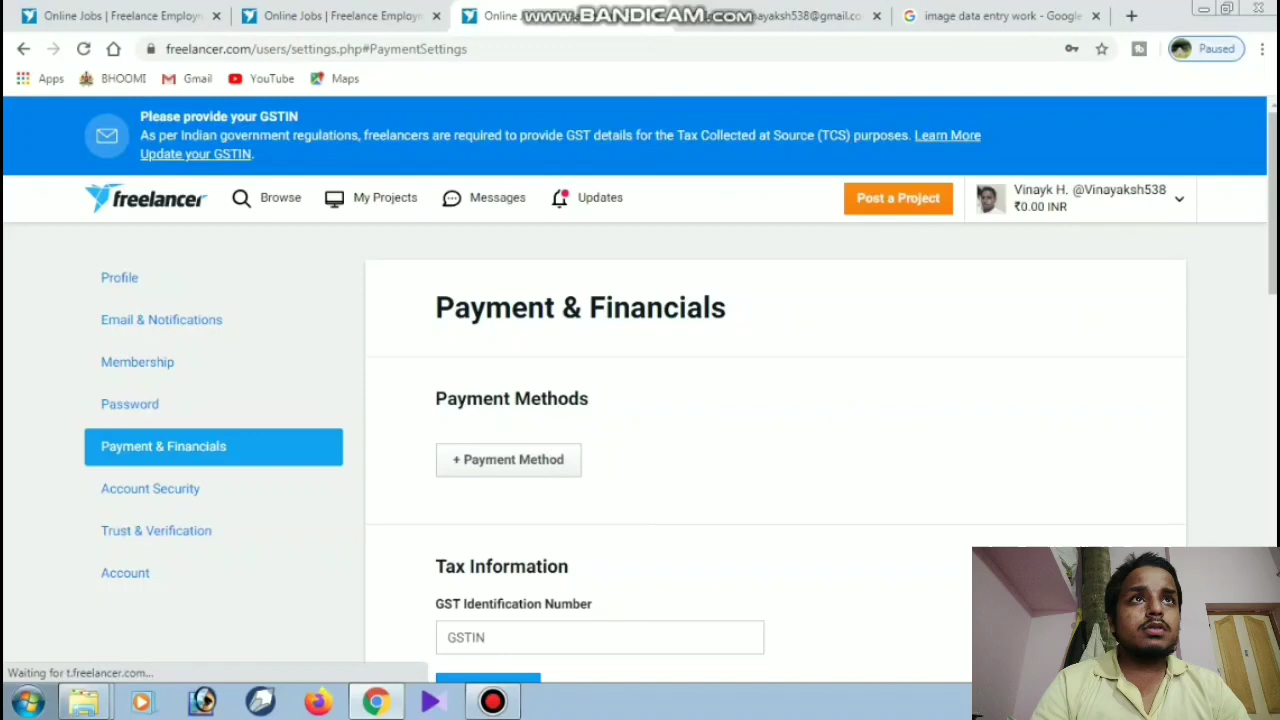 Online Jobs | Freelance Employm
Online Jobs | Freelance Employm
Online
www.BANDICAM.com
nayaksh538@gmail.co
image data entry work - Google
freelancer.com/users/settings.php#PaymentSettings
Paused
Apps
BHOOMI
Gmail
YouTube
Maps
Please provide your GSTIN
As per Indian government regulations, freelancers are required to provide GST details for the Tax Collected at Source (TCS) purposes. Learn More
Update your GSTIN.
freelancer
Browse
My Projects
Messages
Updates
Post a Project
Vinayk H. @Vinayaksh538
₹0.00 INR
Profile
Email & Notifications
Membership
Password
Payment & Financials
Account Security
Trust & Verification
Account
Payment & Financials
Payment Methods
+ Payment Method
Tax Information
GST Identification Number
GSTIN
Waiting for t.freelancer.com...